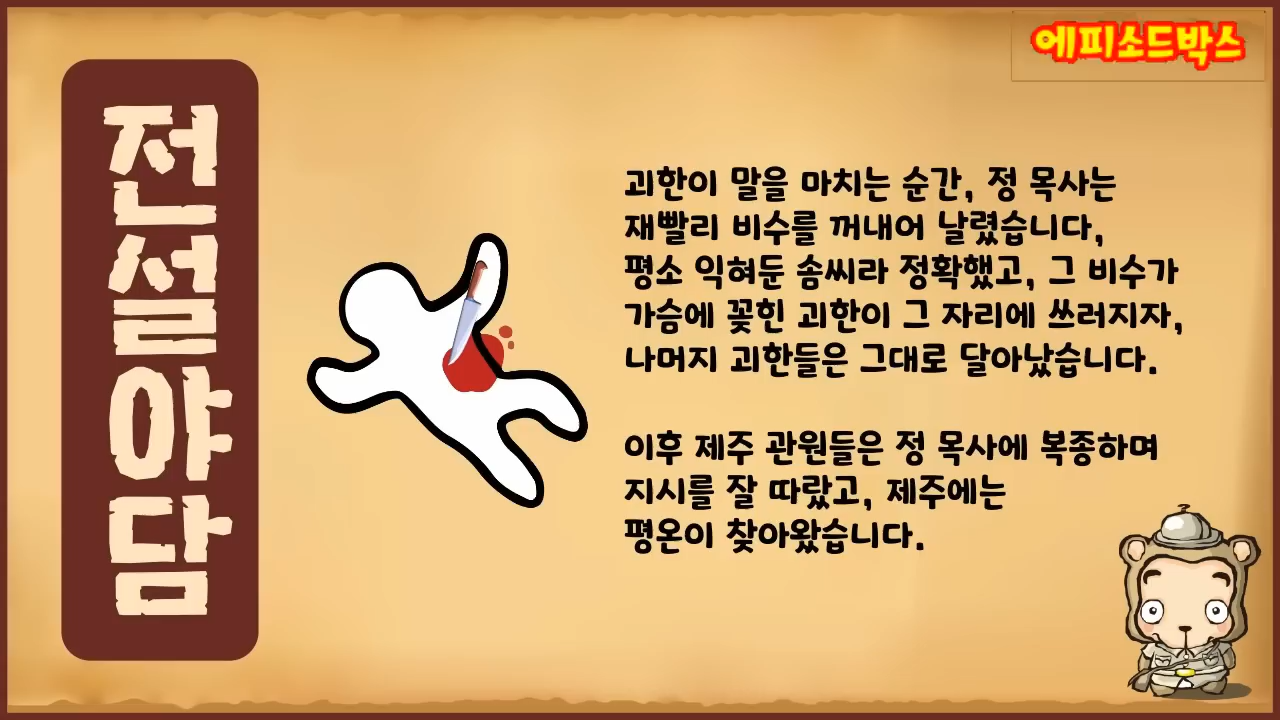 에피소드박스
전설야담
괴한이 말을 마치는 순간, 정 목사는
재빨리 비수를 꺼내어 날렸습니다,
평소 익혀둔 솜씨라 정확했고, 그 비수가
가슴에 꽂힌 괴한이 그 자리에 쓰러지자,
나머지 괴한들은 그대로 달아났습니다.
이후 제주 관원들은 정 목사에 복종하며
지시를 잘 따랐고, 제주에는
평온이 찾아왔습니다.